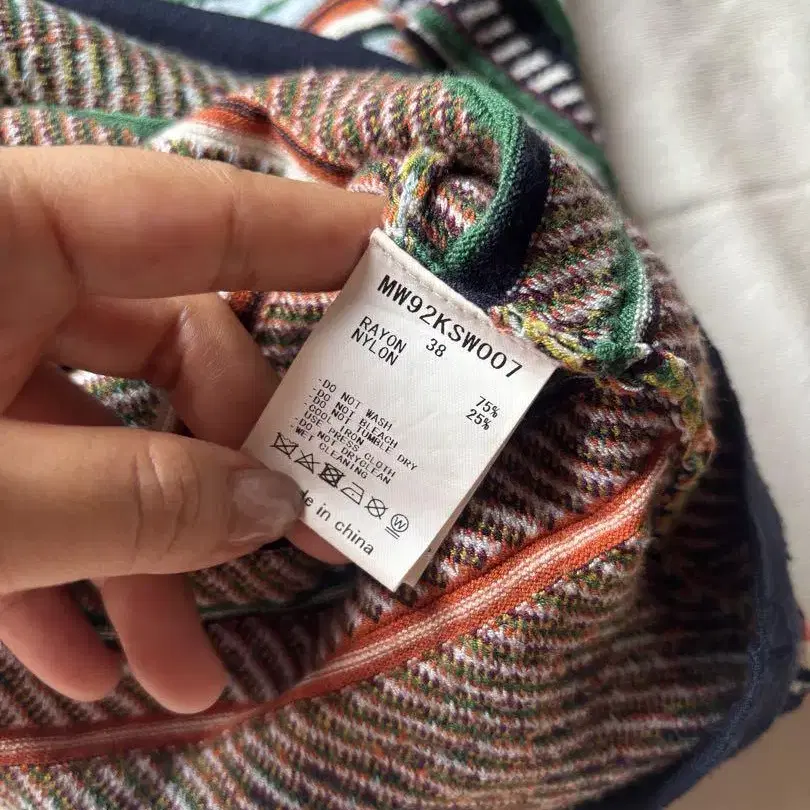 MW92KSW007
38
RAYON 75%
NYLON 25%
-DO NOT WASH
-DO NOT BLEACH
-DO NOT TUMBLE DRY
-COOL IRON
-USE PRESS CLOTH
-DO NOT DRYCLEAN
-WET CLEANING
W
de in china